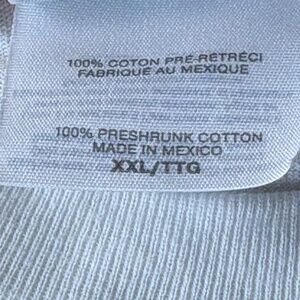 100% COTON PRÉ-RÉTRÉCI
FABRIQUÉ AU MEXIQUE
100% PRESHRUNK COTTON
MADE IN MEXICO
XXL/TTG